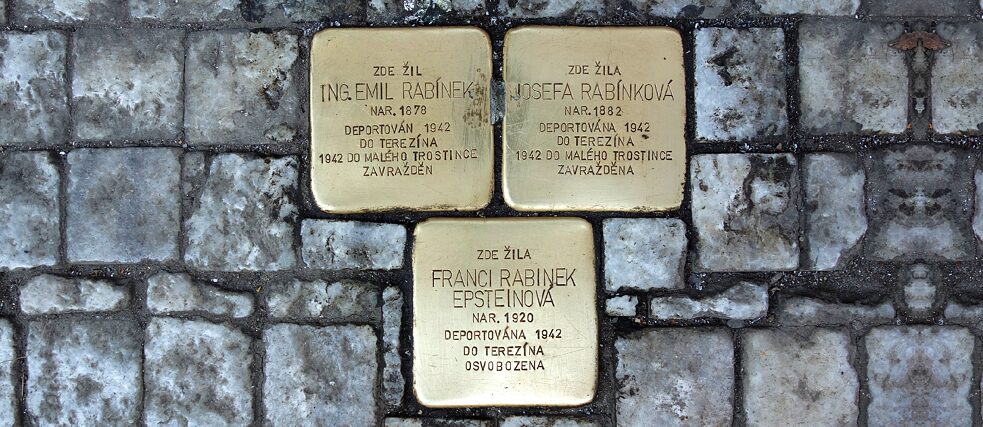 ZDE ŽIL
ING. EMIL RABÍNEK
NAR. 1878
DEPORTOVÁN 1942
DO TEREZÍNA
1942 DO MALÉHO TROSTINCE
ZAVRAŽDĚN
ZDE ŽILA
JOSEFA RABÍNKOVÁ
NAR. 1882
DEPORTOVÁNA 1942
DO TEREZÍNA
1942 DO MALÉHO TROSTINCE
ZAVRAŽDĚNA
ZDE ŽILA
FRANCI RABINEK
EPSTEINOVÁ
NAR. 1920
DEPORTOVÁNA 1942
DO TEREZÍNA
OSVOBOZENA